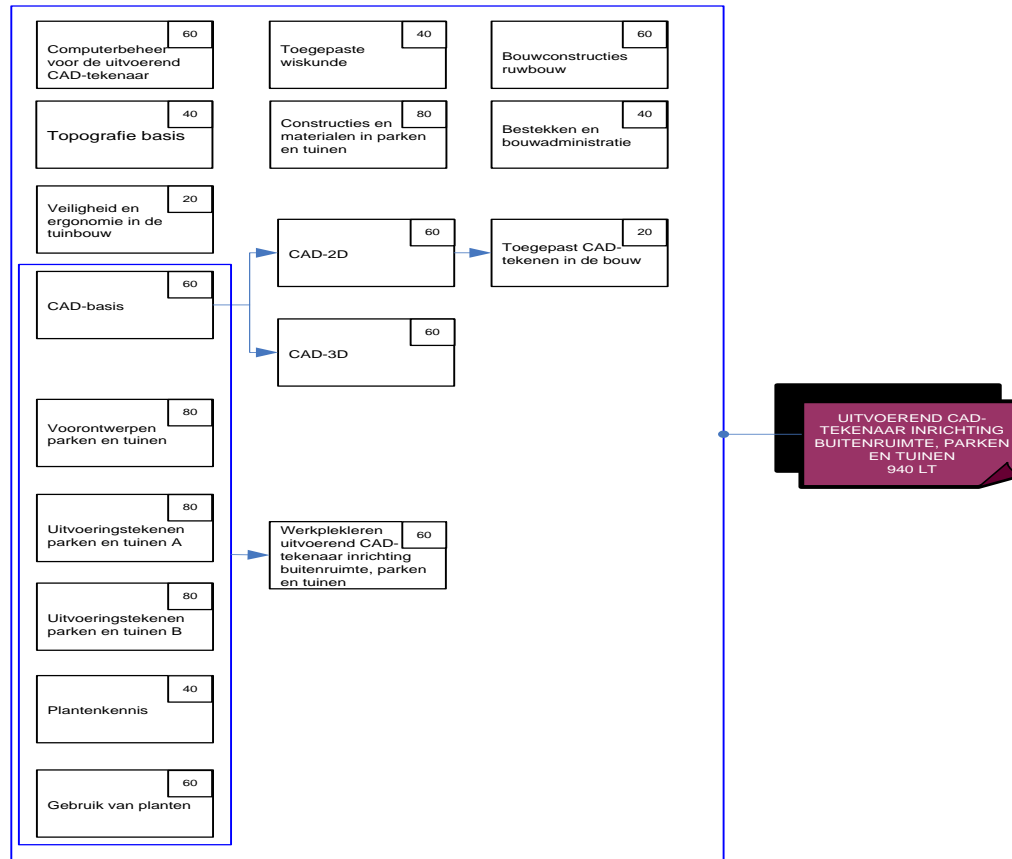 60
Computerbeheer
voor de uitvoerend
CAD-tekenaar
40
Toegepaste
wiskunde
60
Bouwconstructies
ruwbouw
40
Topografie basis
80
Constructies en
materialen in parken
en tuinen
40
Bestekken en
bouwadministratie
20
Veiligheid en
ergonomie in de
tuinbouw
60
CAD-2D
20
Toegepast CAD-
tekenen in de bouw
60
CAD-basis
60
CAD-3D
80
Voorontwerpen
parken en tuinen
UITVOEREND CAD-
TEKENAAR INRICHTING
BUITENRUIMTE, PARKEN
EN TUINEN
940 LT
80
Uitvoeringstekenen
parken en tuinen A
60
Werkplekleren
uitvoerend CAD-
tekenaar inrichting
buitenruimte, parken
en tuinen
80
Uitvoeringstekenen
parken en tuinen B
40
Plantenkennis
60
Gebruik van planten